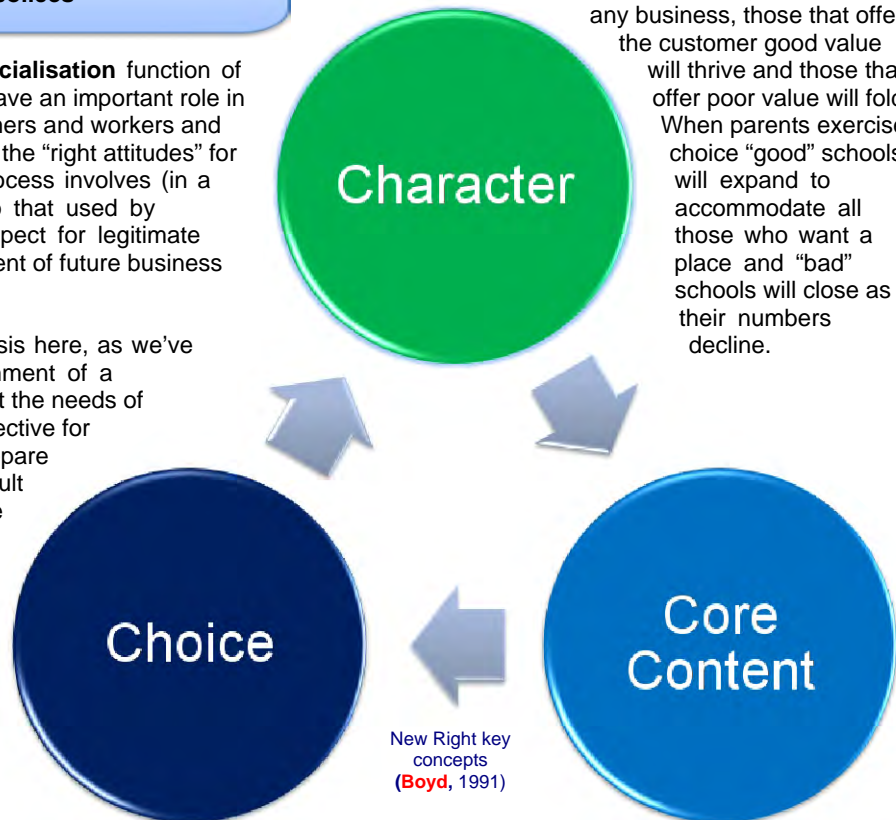 cialisation function of
ave an important role in
ners and workers and
the “right attitudes” for
ocess involves (in a
that used by
pect for legitimate
ent of future business
sis here, as we've
nment of a
t the needs of
ective for
pare
ult
e
any business, those that offe
the customer good value
will thrive and those tha
offer poor value will fold
When parents exercise
choice “good” schools
will expand to
accommodate all
those who want a
place and “bad”
schools will close as
their numbers
decline.
Character
Core
Content
Choice
New Right key
concepts
(Boyd, 1991)